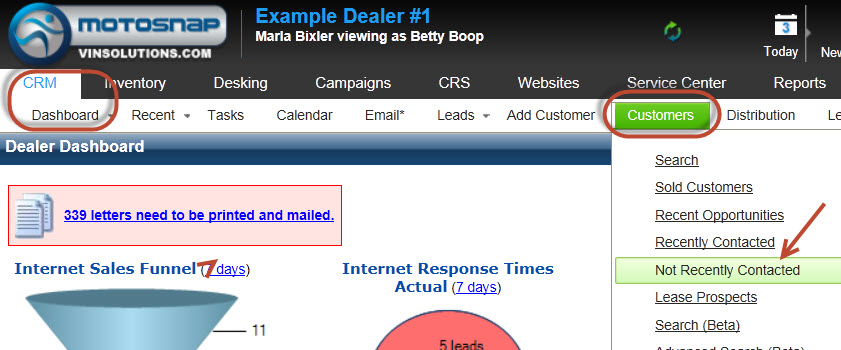 MOTOSNAP
VINSOLUTIONS.COM
Example Dealer #1
Marla Bixler viewing as Betty Boop
3
Today
New
CRM Inventory Desking Campaigns CRS Websites Service Center Reports
Dashboard Recent Tasks Calendar Email* Leads Add Customer Customers Distribution Le
Dealer Dashboard
Search
Sold Customers
Recent Opportunities
Recently Contacted
Not Recently Contacted
Lease Prospects
Search (Beta)
Advanced Search (Beta)
339 letters need to be printed and mailed.
Internet Sales Funnel (7 days)
11
Internet Response Times
Actual (7 days)
5 leads